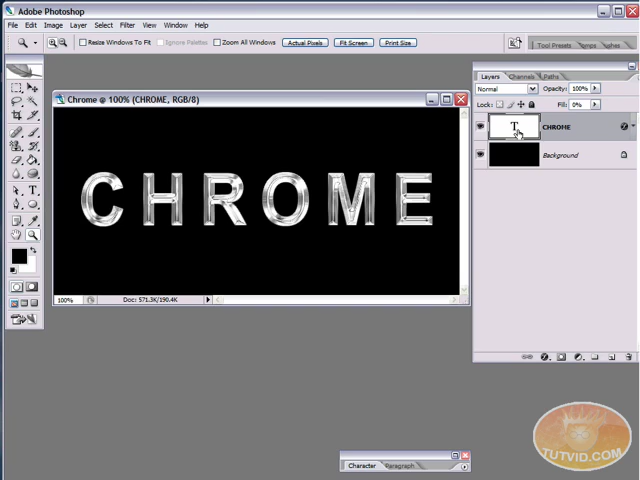 Adobe Photoshop
File Edit Image Layer Select Filter View Window Help
Resize Windows To Fit Ignore Palettes Zoom All Windows Actual Pixels Fit Screen Print Size
Tool Presets
Layers Channels Paths
Normal Opacity: 100%
Lock: Fill: 0%
T CHROME
Background
Chrome @ 100% (CHROME, RGB/8)
CHROME
100% Doc: 571.3K/190.4K
Character Paragraph
TUTVID.COM